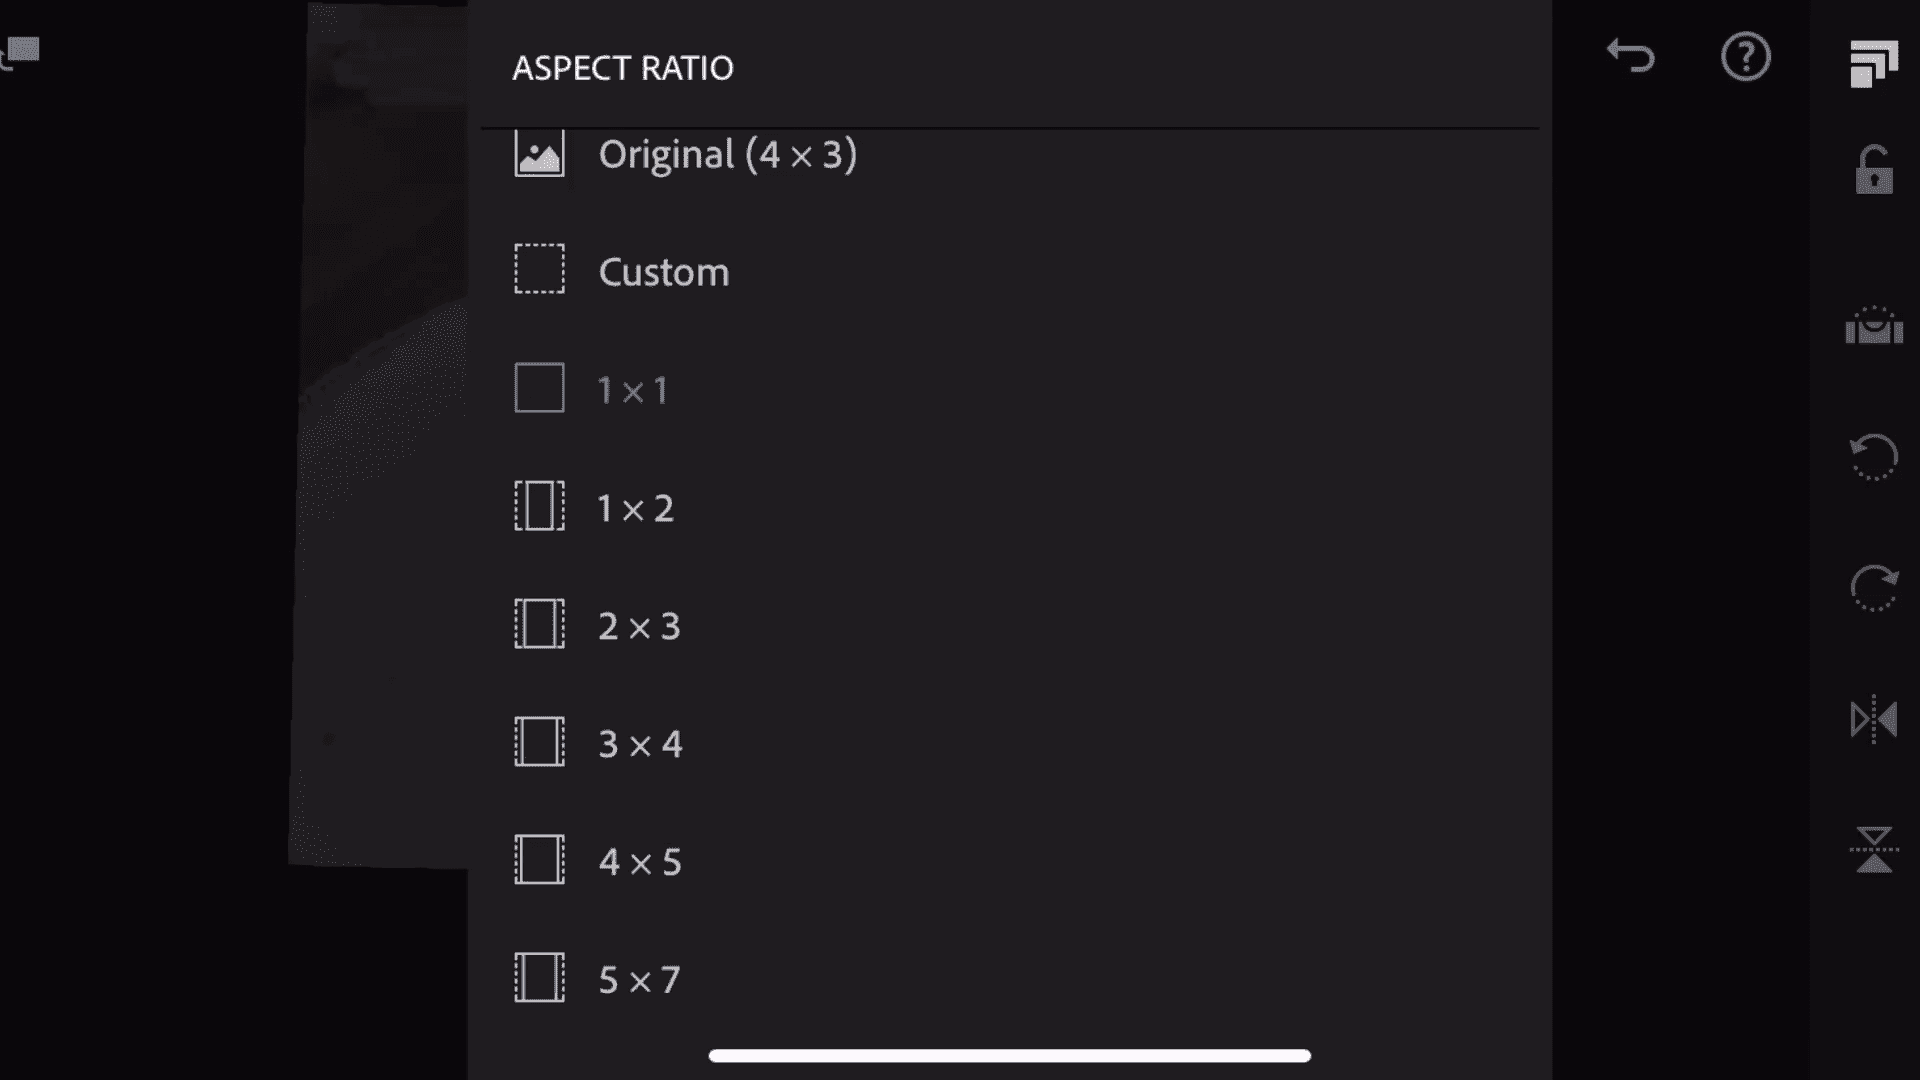 ASPECT RATIO
Original (4 × 3)
Custom
1 × 1
1 × 2
2 × 3
3 × 4
4 × 5
5 × 7